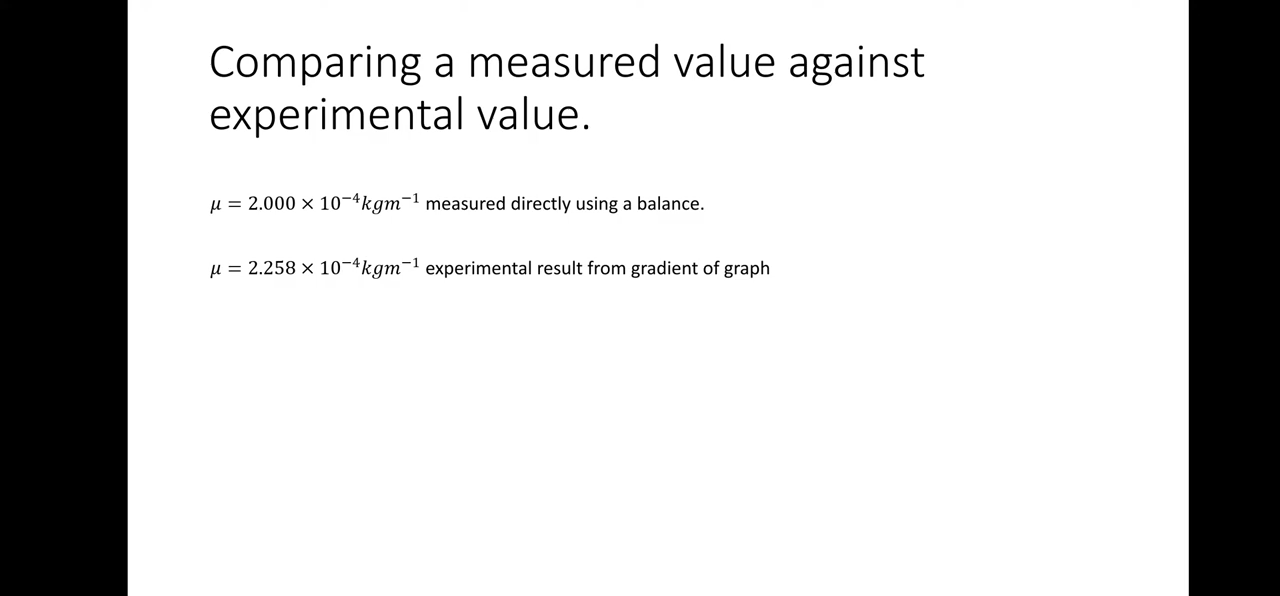 Comparing a measured value against
experimental value.
μ = 2.000 × 10⁻⁴kgm⁻¹ measured directly using a balance.
μ = 2.258 × 10⁻⁴kgm⁻¹ experimental result from gradient of graph